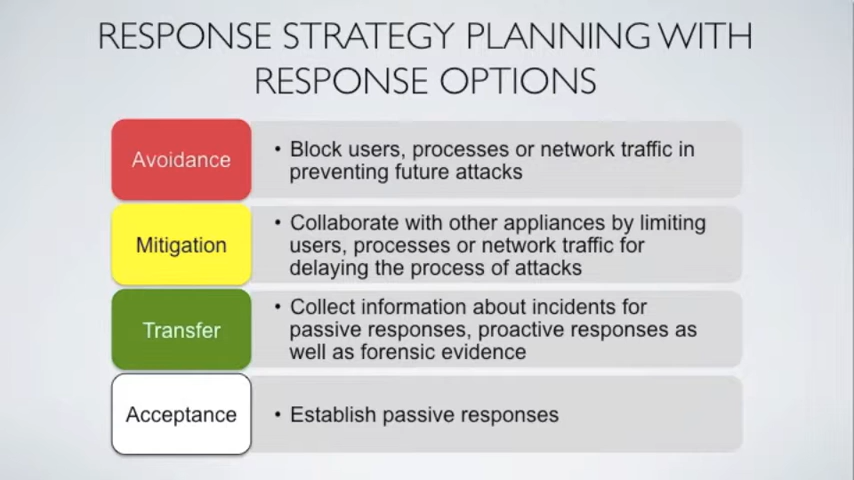 RESPONSE STRATEGY PLANNING WITH
RESPONSE OPTIONS
Avoidance
• Block users, processes or network traffic in
preventing future attacks
Mitigation
• Collaborate with other appliances by limiting
users, processes or network traffic for
delaying the process of attacks
Transfer
• Collect information about incidents for
passive responses, proactive responses as
well as forensic evidence
Acceptance
• Establish passive responses